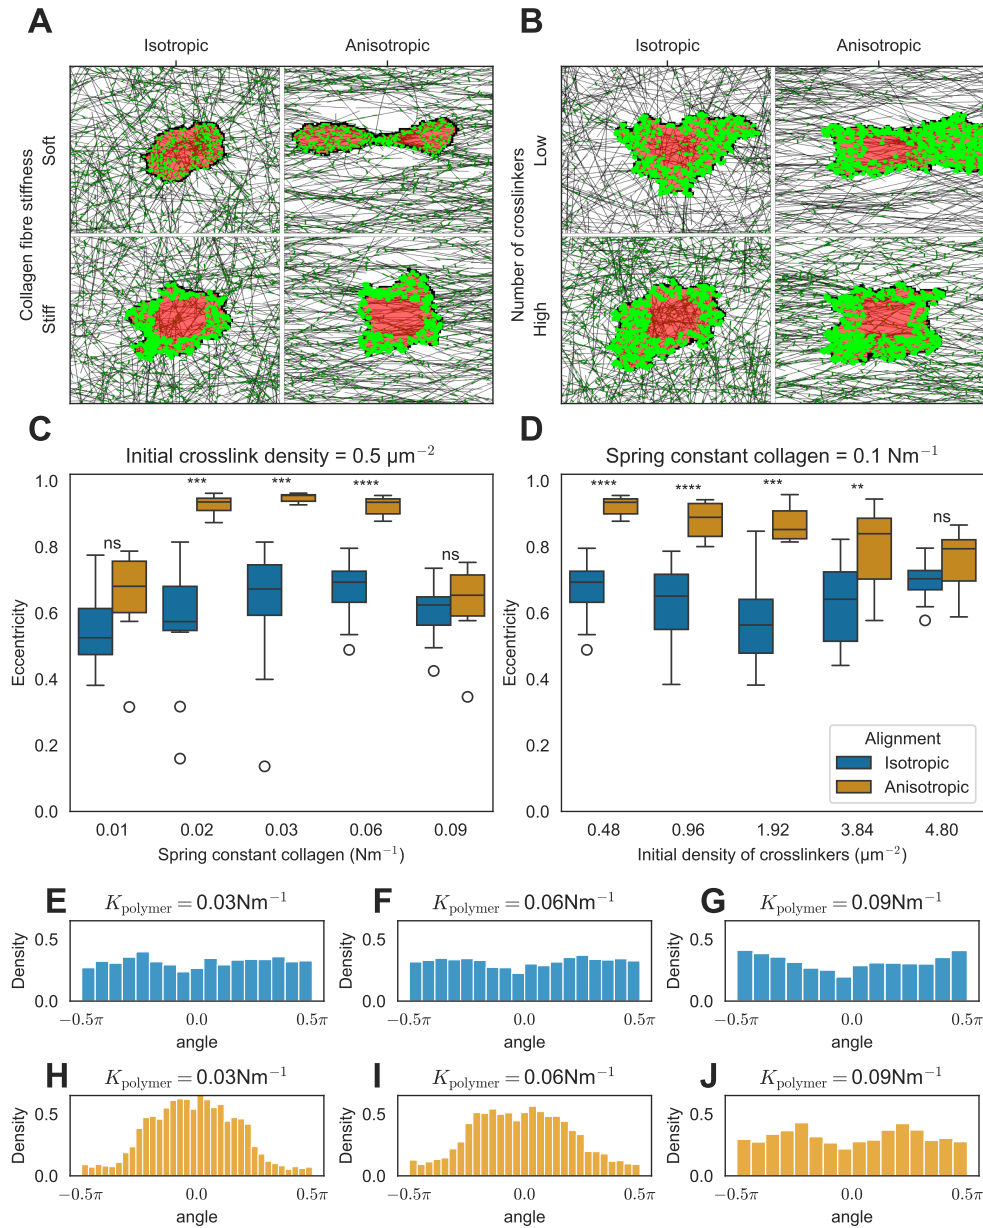 A
B
Isotropic
Anisotropic
Isotropic
Anisotropic
Collagen fibre stiffness
Soft
Stiff
Number of crosslinkers
Low
High
C
D
Initial crosslink density = 0.5 µm⁻²
Spring constant collagen = 0.1 Nm⁻¹
Eccentricity
1.0
0.8
0.6
0.4
0.2
0.0
ns
***
***
****
ns
0.01
0.02
0.03
0.06
0.09
Spring constant collagen (Nm⁻¹)
Eccentricity
1.0
0.8
0.6
0.4
0.2
0.0
****
****
***
**
ns
Alignment
Isotropic
Anisotropic
0.48
0.96
1.92
3.84
4.80
Initial density of crosslinkers (µm⁻²)
E
K_polymer = 0.03Nm⁻¹
Density
0.5
0.0
−0.5π
0.0
0.5π
angle
F
K_polymer = 0.06Nm⁻¹
Density
0.5
0.0
−0.5π
0.0
0.5π
angle
G
K_polymer = 0.09Nm⁻¹
Density
0.5
0.0
−0.5π
0.0
0.5π
angle
H
K_polymer = 0.03Nm⁻¹
Density
0.5
0.0
−0.5π
0.0
0.5π
angle
I
K_polymer = 0.06Nm⁻¹
Density
0.5
0.0
−0.5π
0.0
0.5π
angle
J
K_polymer = 0.09Nm⁻¹
Density
0.5
0.0
−0.5π
0.0
0.5π
angle